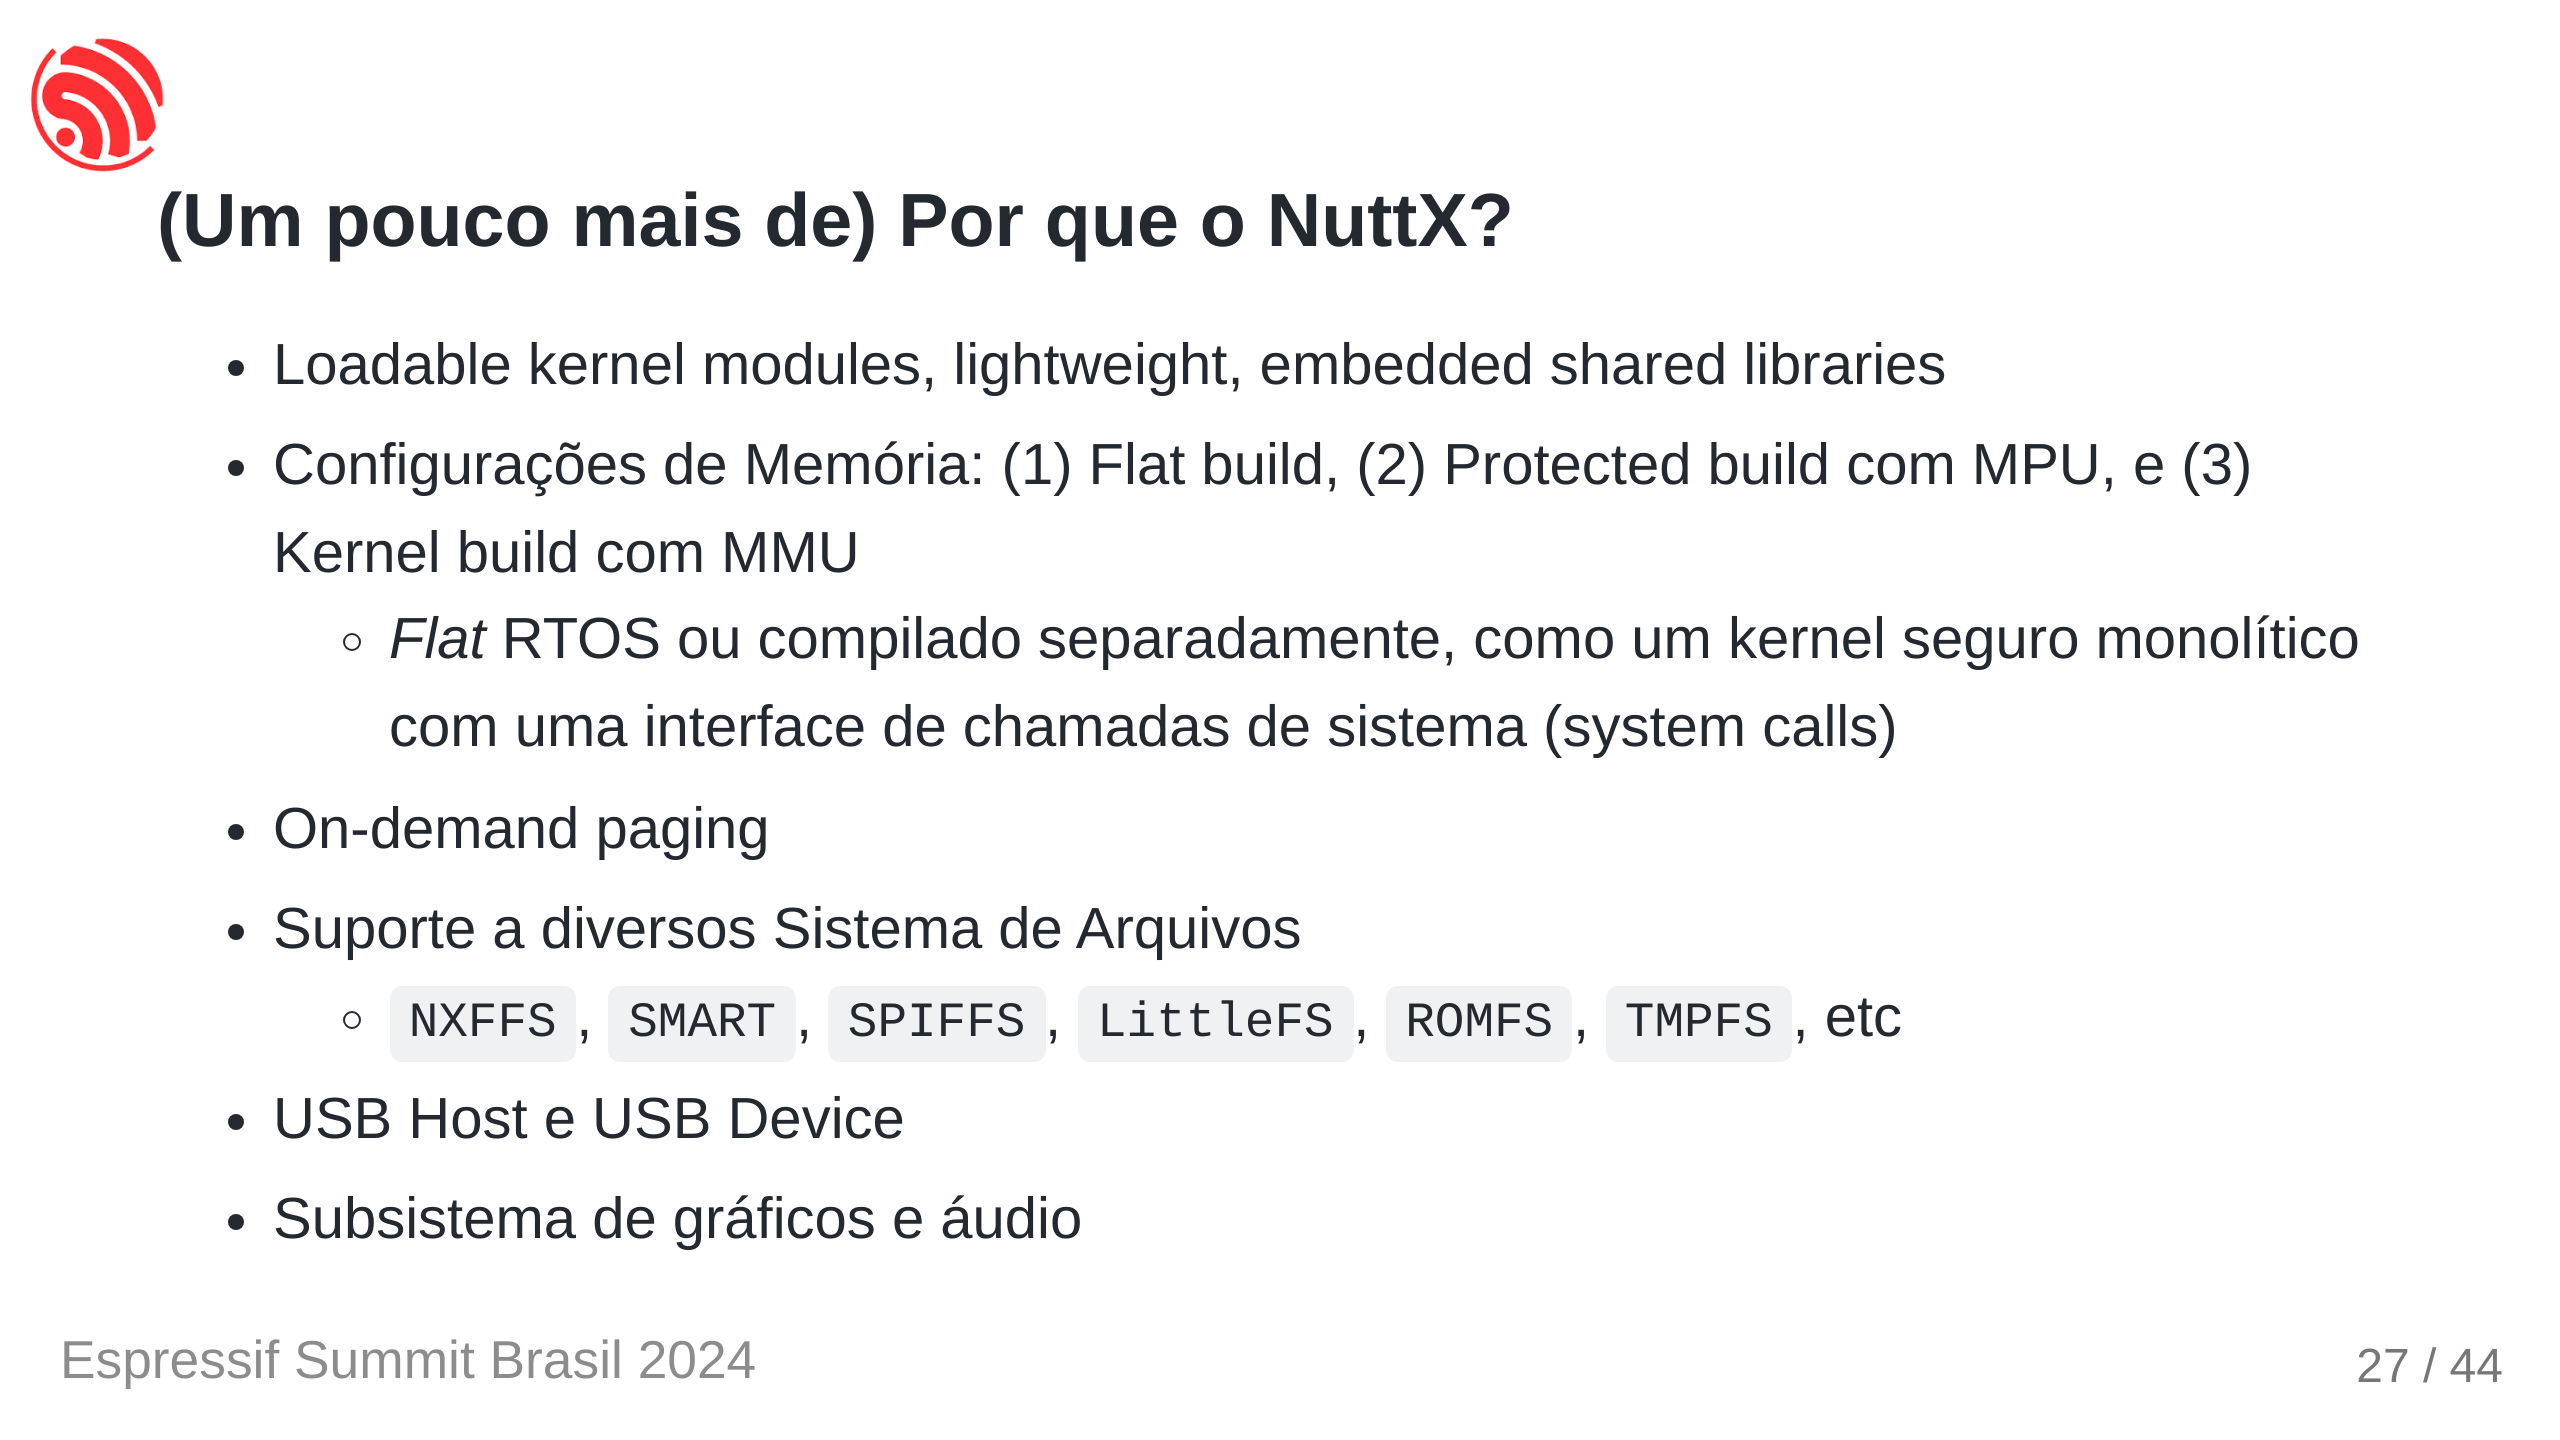 (Um pouco mais de) Por que o NuttX?
Loadable kernel modules, lightweight, embedded shared libraries
Configurações de Memória: (1) Flat build, (2) Protected build com MPU, e (3)
Kernel build com MMU
Flat RTOS ou compilado separadamente, como um kernel seguro monolítico
com uma interface de chamadas de sistema (system calls)
On-demand paging
Suporte a diversos Sistema de Arquivos
NXFFS, SMART, SPIFFS, LittleFS, ROMFS, TMPFS, etc
USB Host e USB Device
Subsistema de gráficos e áudio
Espressif Summit Brasil 2024
27 / 44